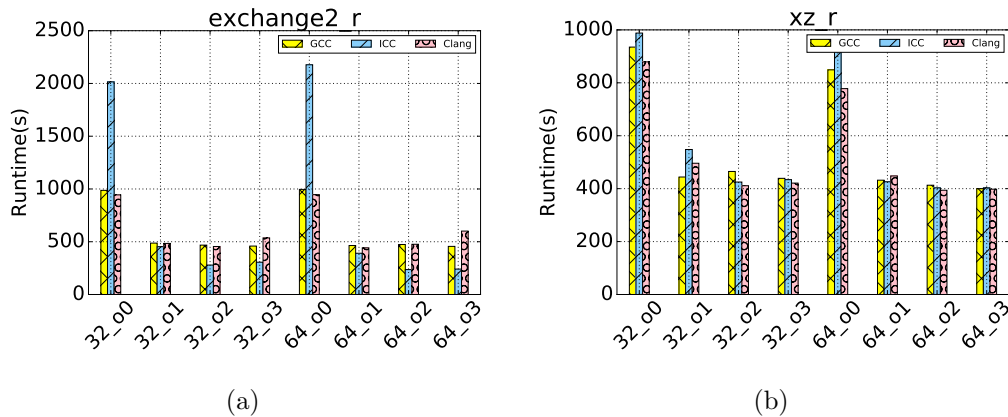 exchange2_r
2500
2000
1500
1000
500
0
Runtime(s)
GCC ICC Clang
32_o0 32_o1 32_o2 32_o3 64_o0 64_o1 64_o2 64_o3
(a)
xz_r
1000
800
600
400
200
0
Runtime(s)
GCC ICC Clang
32_o0 32_o1 32_o2 32_o3 64_o0 64_o1 64_o2 64_o3
(b)